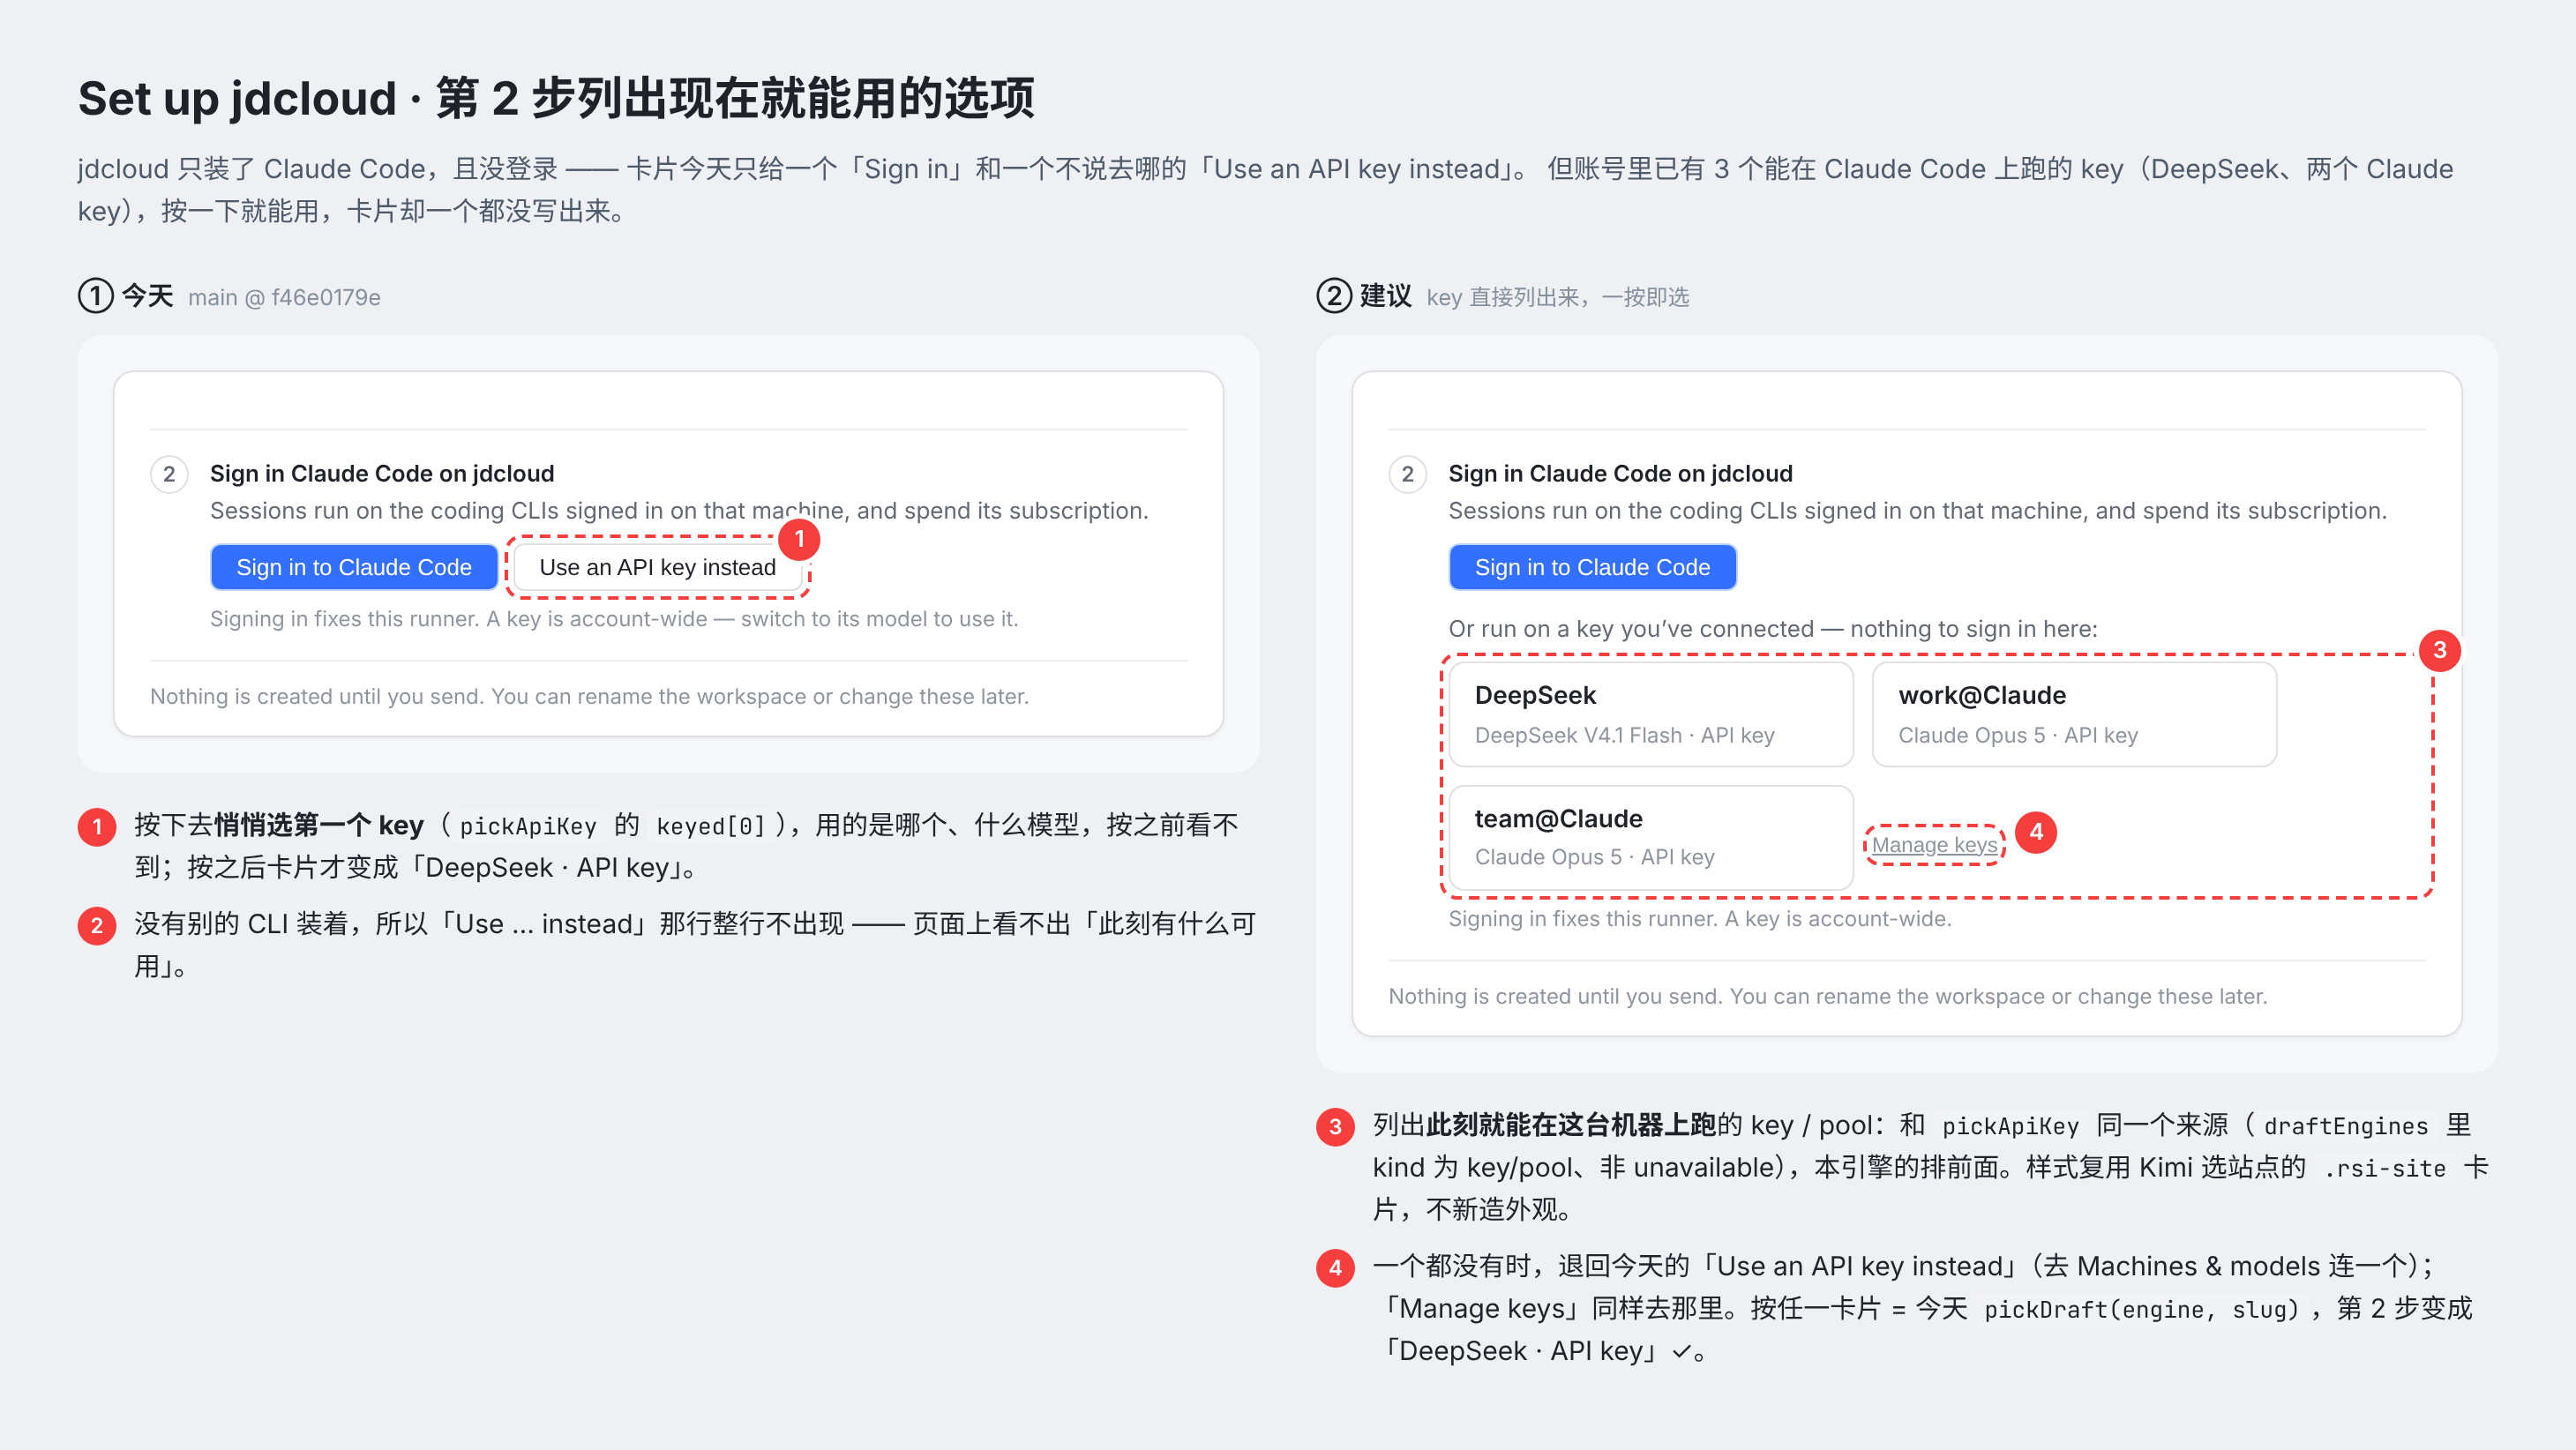 Set up jdcloud · 第 2 步列出现在就能用的选项
jdcloud 只装了 Claude Code，且没登录 —— 卡片今天只给一个「Sign in」和一个不说去哪的「Use an API key instead」。 但账号里已有 3 个能在 Claude Code 上跑的 key（DeepSeek、两个 Claude
key），按一下就能用，卡片却一个都没写出来。
① 今天 main @ f46e0179e
2 Sign in Claude Code on jdcloud
Sessions run on the coding CLIs signed in on that machine, and spend its subscription.
Sign in to Claude Code Use an API key instead 1
Signing in fixes this runner. A key is account-wide — switch to its model to use it.
Nothing is created until you send. You can rename the workspace or change these later.
1 按下去悄悄选第一个 key（ pickApiKey 的 keyed[0] ），用的是哪个、什么模型，按之前看不
到；按之后卡片才变成「DeepSeek · API key」。
2 没有别的 CLI 装着，所以「Use ... instead」那行整行不出现 —— 页面上看不出「此刻有什么可
用」。
② 建议 key 直接列出来，一按即选
2 Sign in Claude Code on jdcloud
Sessions run on the coding CLIs signed in on that machine, and spend its subscription.
Sign in to Claude Code
Or run on a key you’ve connected — nothing to sign in here:
3
DeepSeek
DeepSeek V4.1 Flash · API key
work@Claude
Claude Opus 5 · API key
team@Claude
Claude Opus 5 · API key
Manage keys 4
Signing in fixes this runner. A key is account-wide.
Nothing is created until you send. You can rename the workspace or change these later.
3 列出此刻就能在这台机器上跑的 key / pool：和 pickApiKey 同一个来源（ draftEngines 里
kind 为 key/pool、非 unavailable），本引擎的排前面。样式复用 Kimi 选站点的 .rsi-site 卡
片，不新造外观。
4 一个都没有时，退回今天的「Use an API key instead」（去 Machines & models 连一个）；
「Manage keys」同样去那里。按任一卡片 = 今天 pickDraft(engine, slug) ，第 2 步变成
「DeepSeek · API key」✓。